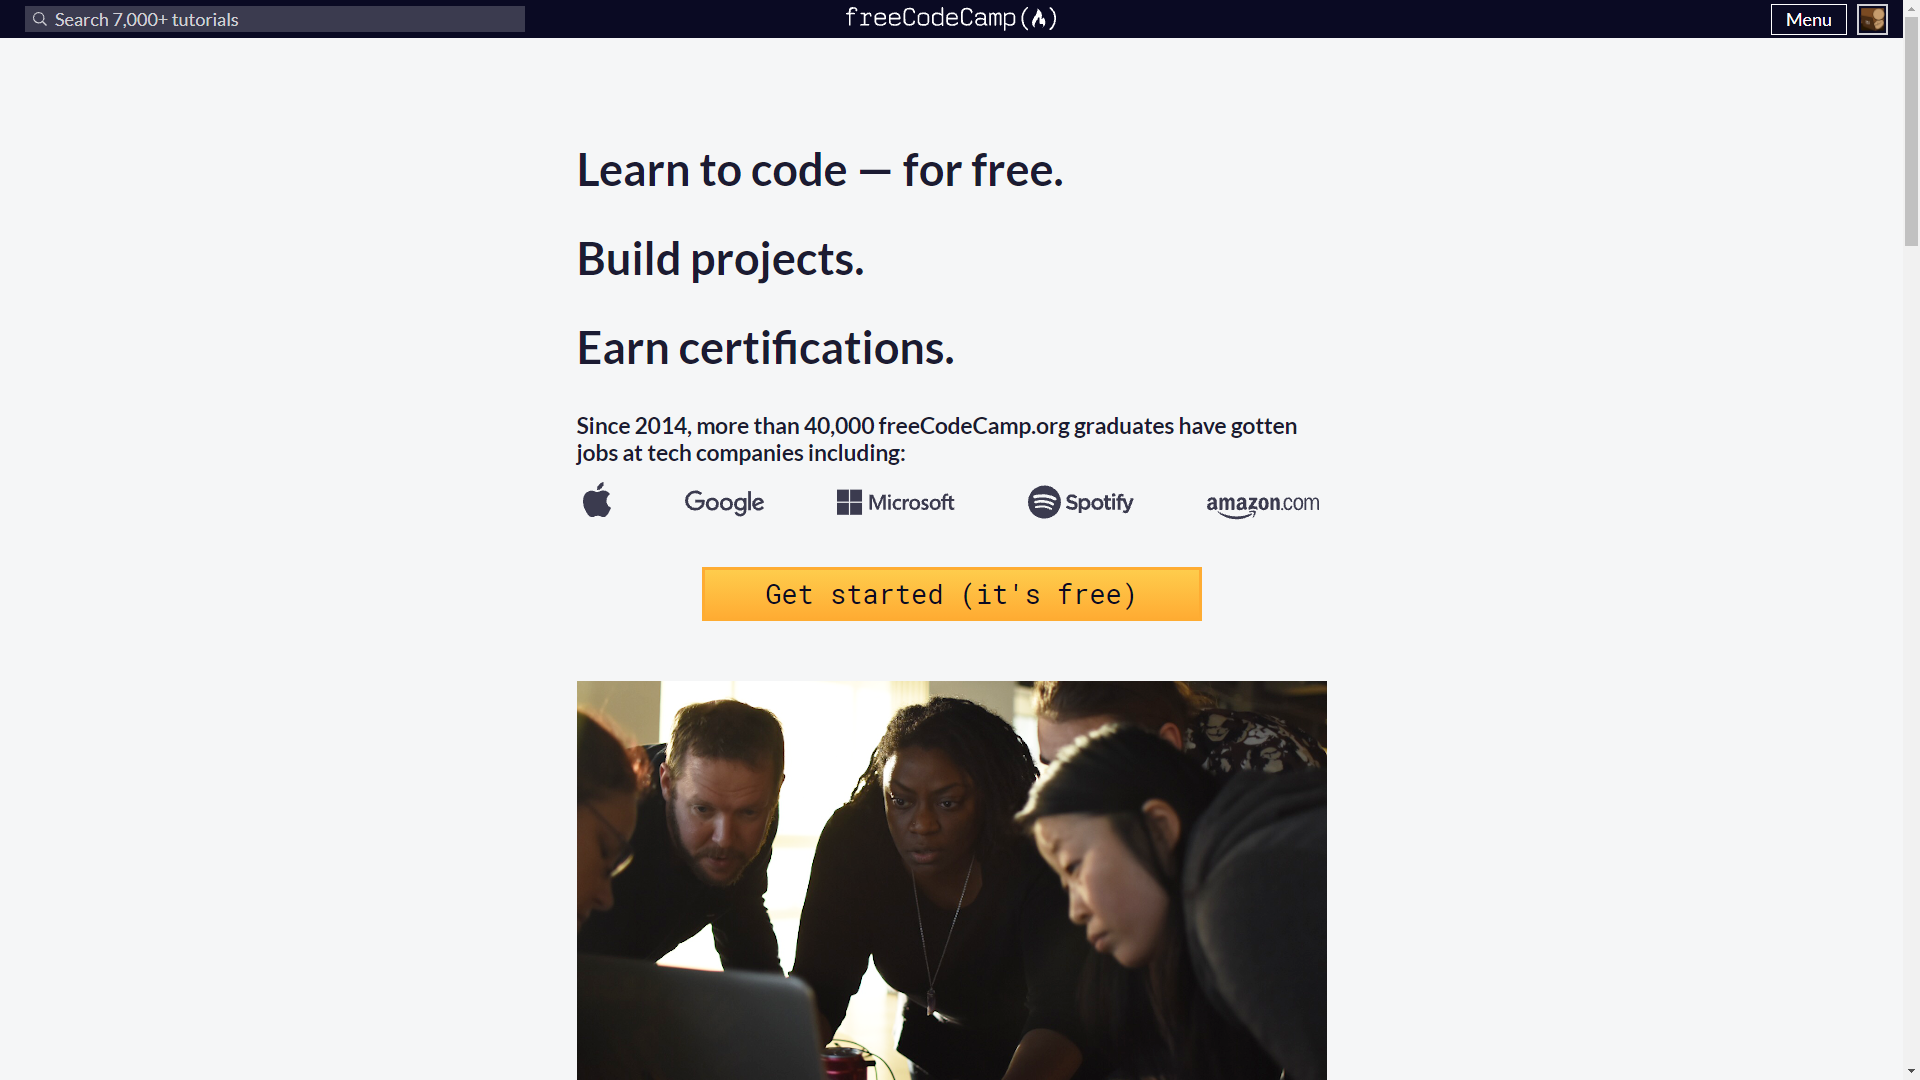 Search 7,000+ tutorials
freeCodeCamp
Menu
Learn to code — for free.
Build projects.
Earn certifications.
Since 2014, more than 40,000 freeCodeCamp.org graduates have gotten
jobs at tech companies including:
Google
Microsoft
Spotify
amazon.com
Get started (it's free)